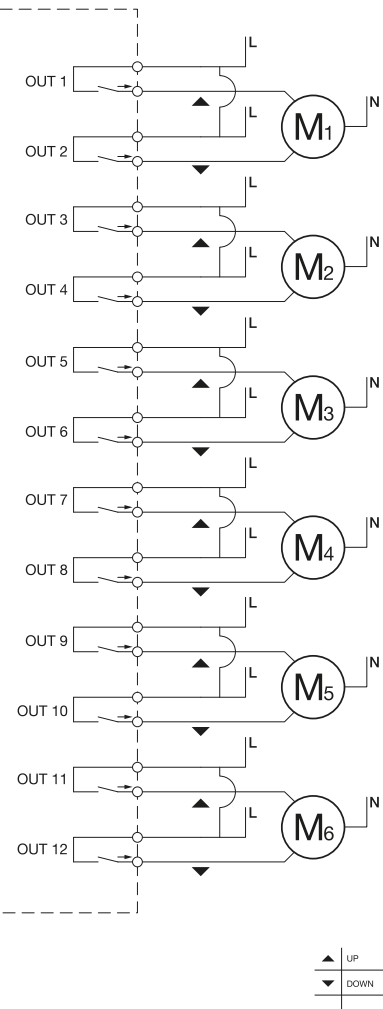 L
OUT 1
N
L
M1
OUT 2
L
OUT 3
N
L
M2
OUT 4
L
OUT 5
N
L
M3
OUT 6
L
OUT 7
N
L
M4
OUT 8
L
OUT 9
N
L
M5
OUT 10
L
OUT 11
N
L
M6
OUT 12
UP
DOWN